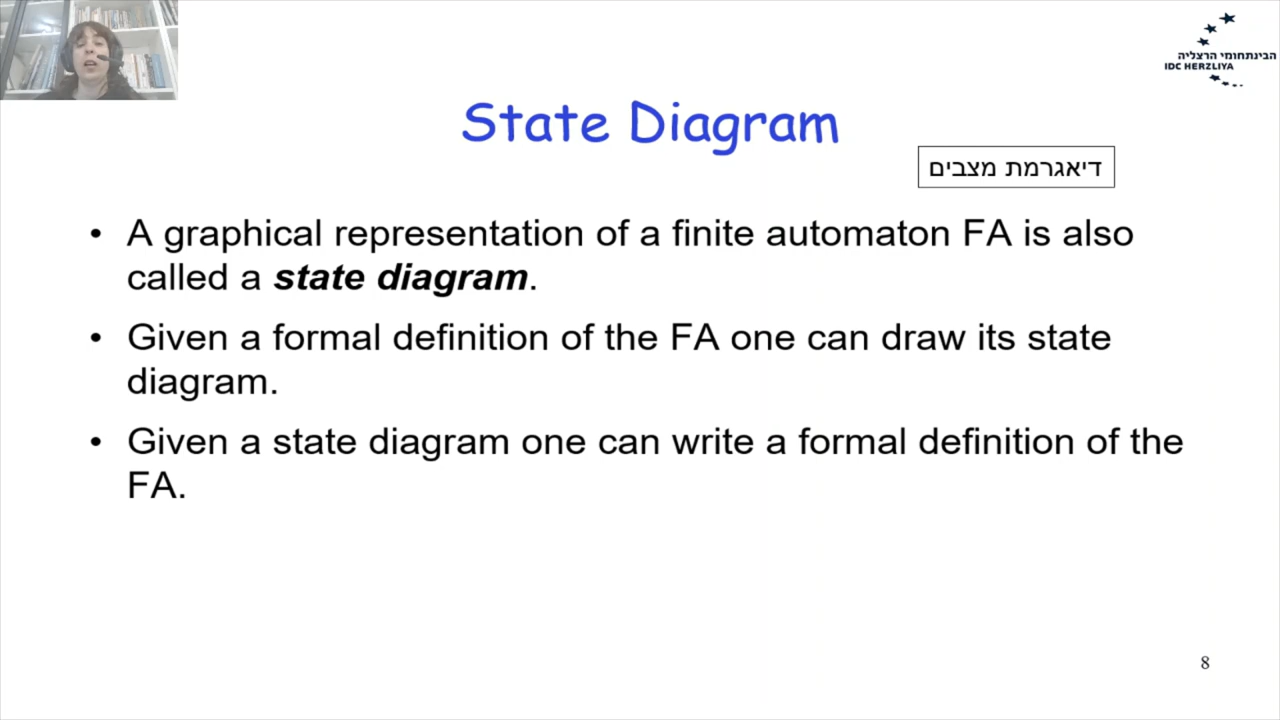 הבינתחומי הרצליה
IDC HERZLIYA
State Diagram
דיאגרמת מצבים
• A graphical representation of a finite automaton FA is also
called a state diagram.
• Given a formal definition of the FA one can draw its state
diagram.
• Given a state diagram one can write a formal definition of the
FA.
8